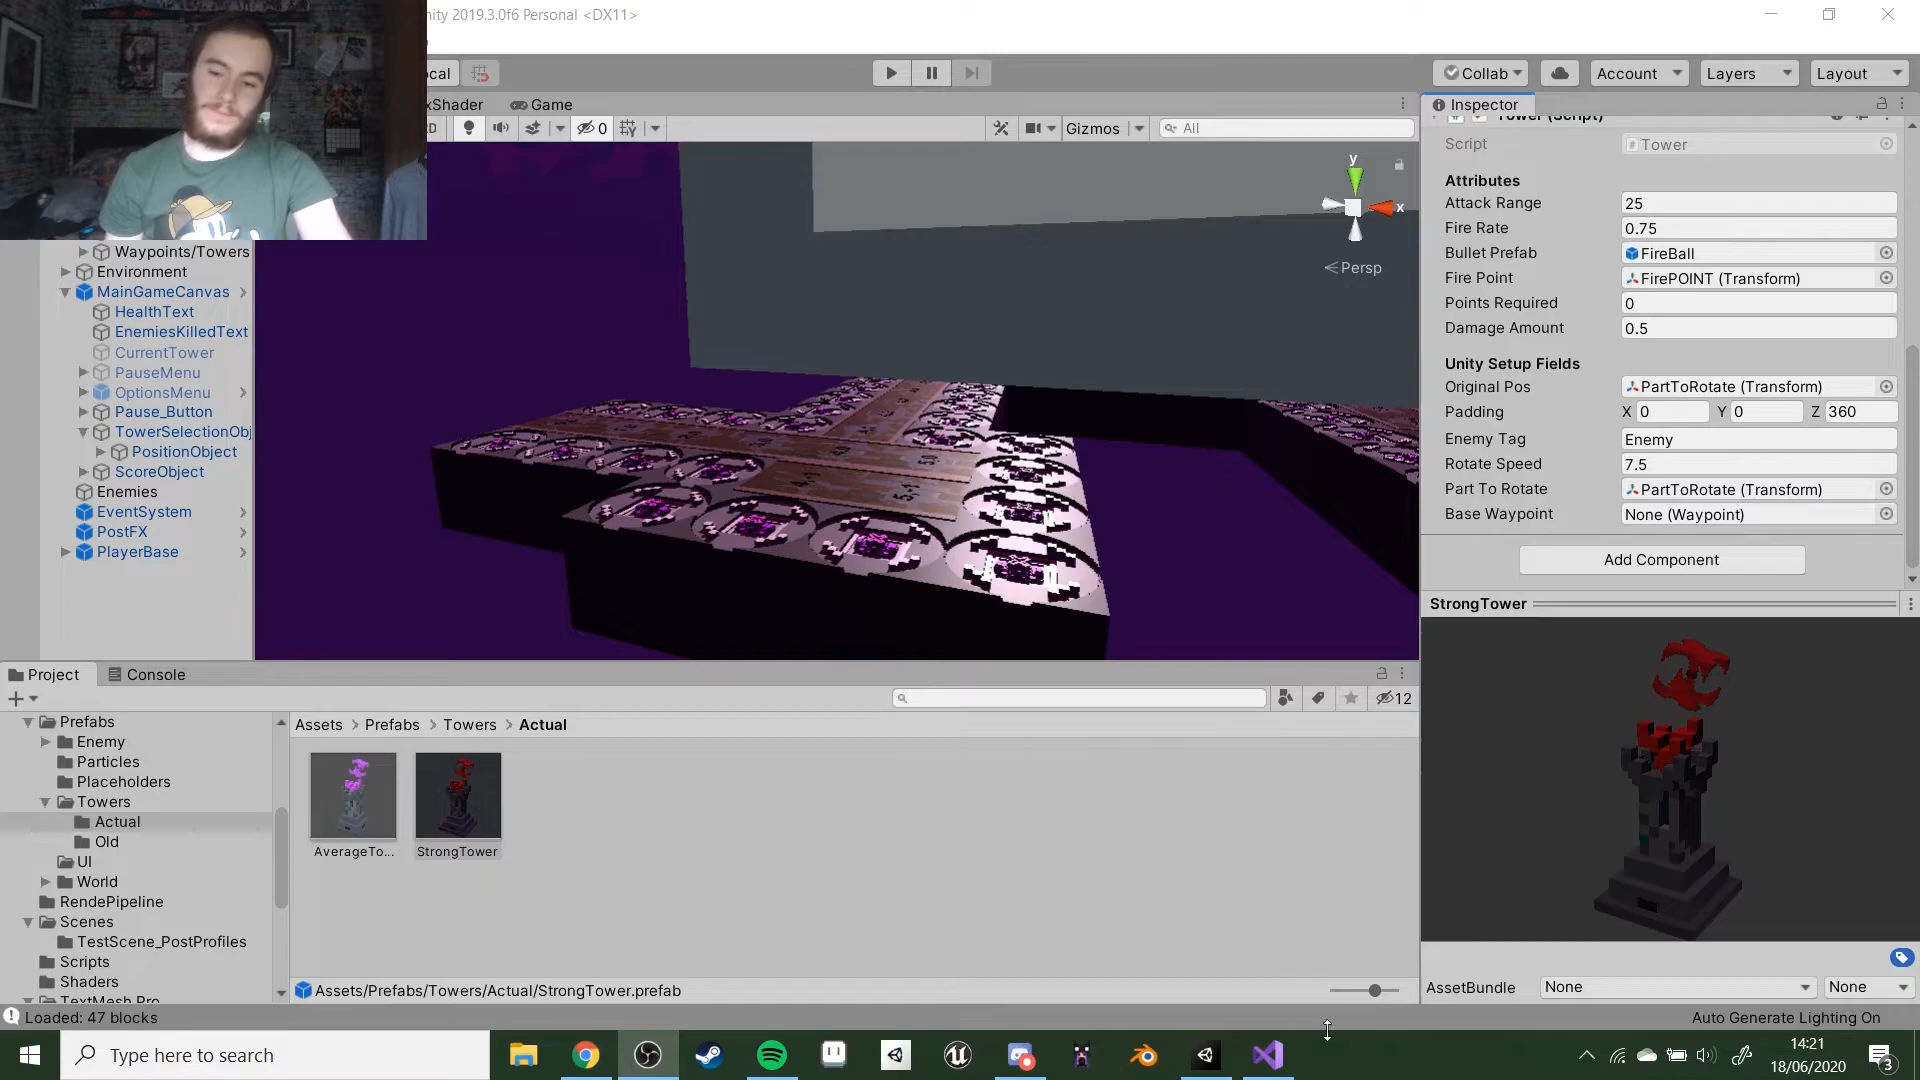 nity 2019.3.0f6 Personal <DX11>
ocal
Collab
Account
Layers
Layout
xShader
Game
D
0
Gizmos
All
y
x
Persp
Inspector
Tower (Script)
Script
Tower
Attributes
Attack Range
25
Fire Rate
0.75
Bullet Prefab
FireBall
Fire Point
FirePOINT (Transform)
Points Required
0
Damage Amount
0.5
Unity Setup Fields
Original Pos
PartToRotate (Transform)
Padding
X 0 Y 0 Z 360
Enemy Tag
Enemy
Rotate Speed
7.5
Part To Rotate
PartToRotate (Transform)
Base Waypoint
None (Waypoint)
Add Component
StrongTower
AssetBundle
None
None
Waypoints/Towers
Environment
MainGameCanvas
HealthText
EnemiesKilledText
CurrentTower
PauseMenu
OptionsMenu
Pause_Button
TowerSelectionObj
PositionObject
ScoreObject
Enemies
EventSystem
PostFX
PlayerBase
Project
Console
12
Prefabs
Enemy
Particles
Placeholders
Towers
Actual
Old
UI
World
RendePipeline
Scenes
TestScene_PostProfiles
Scripts
Shaders
TextMesh Pro
Assets > Prefabs > Towers > Actual
AverageTo...
StrongTower
Assets/Prefabs/Towers/Actual/StrongTower.prefab
Loaded: 47 blocks
Auto Generate Lighting On
Type here to search
14:21
18/06/2020
3